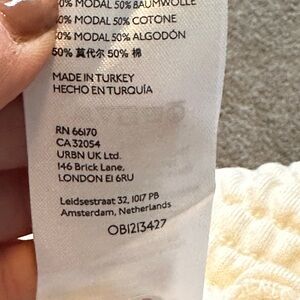 50% MODAL 50% BAUMWOLLE
50% MODAL 50% COTONE
50% MODAL 50% ALGODÓN
50% 莫代尔 50% 棉
MADE IN TURKEY
HECHO EN TURQUÍA
RN 66170
CA 32054
URBN UK Ltd.
146 Brick Lane,
LONDON E1 6RU
Leidsestraat 32, 1017 PB
Amsterdam, Netherlands
OB1213427